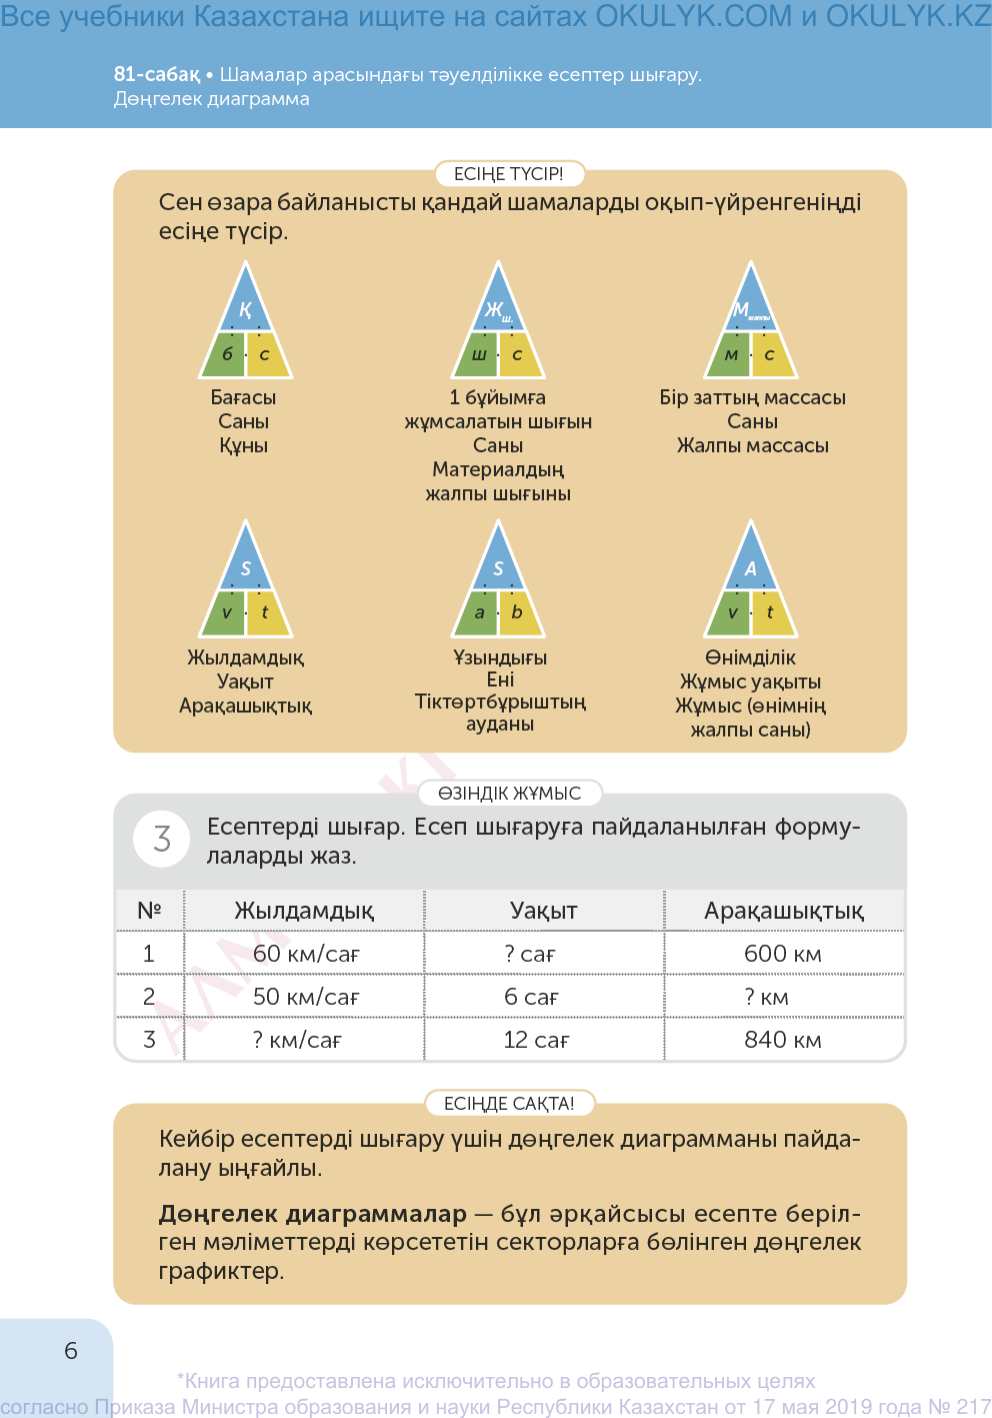 Все учебники Казахстана ищите на сайтах OKULYK.COM и OKULYK.KZ
81-сабақ • Шамалар арасындағы тәуелділікке есептер шығару.
Дөңгелек диаграмма
ЕСІҢЕ ТҮСІР!
Сен өзара байланысты қандай шамаларды оқып-үйренгеніңді
есіңе түсір.
Қ
б · с
Бағасы
Саны
Құны
Жш.
ш · с
1 бұйымға
жұмсалатын шығын
Саны
Материалдың
жалпы шығыны
Мжалпы
м · с
Бір заттың массасы
Саны
Жалпы массасы
S
v · t
Жылдамдық
Уақыт
Арақашықтық
S
a · b
Ұзындығы
Ені
Тіктөртбұрыштың
ауданы
A
v · t
Өнімділік
Жұмыс уақыты
Жұмыс (өнімнің
жалпы саны)
ӨЗІНДІК ЖҰМЫС
3
Есептерді шығар. Есеп шығаруға пайдаланылған форму-
лаларды жаз.
№ Жылдамдық Уақыт Арақашықтық
1 60 км/сағ ? сағ 600 км
2 50 км/сағ 6 сағ ? км
3 ? км/сағ 12 сағ 840 км
ЕСІҢДЕ САҚТА!
Кейбір есептерді шығару үшін дөңгелек диаграмманы пайда-
лану ыңғайлы.
Дөңгелек диаграммалар — бұл әрқайсысы есепте беріл-
ген мәліметтерді көрсететін секторларға бөлінген дөңгелек
графиктер.
6
*Книга предоставлена исключительно в образовательных целях
согласно Приказа Министра образования и науки Республики Казахстан от 17 мая 2019 года № 217